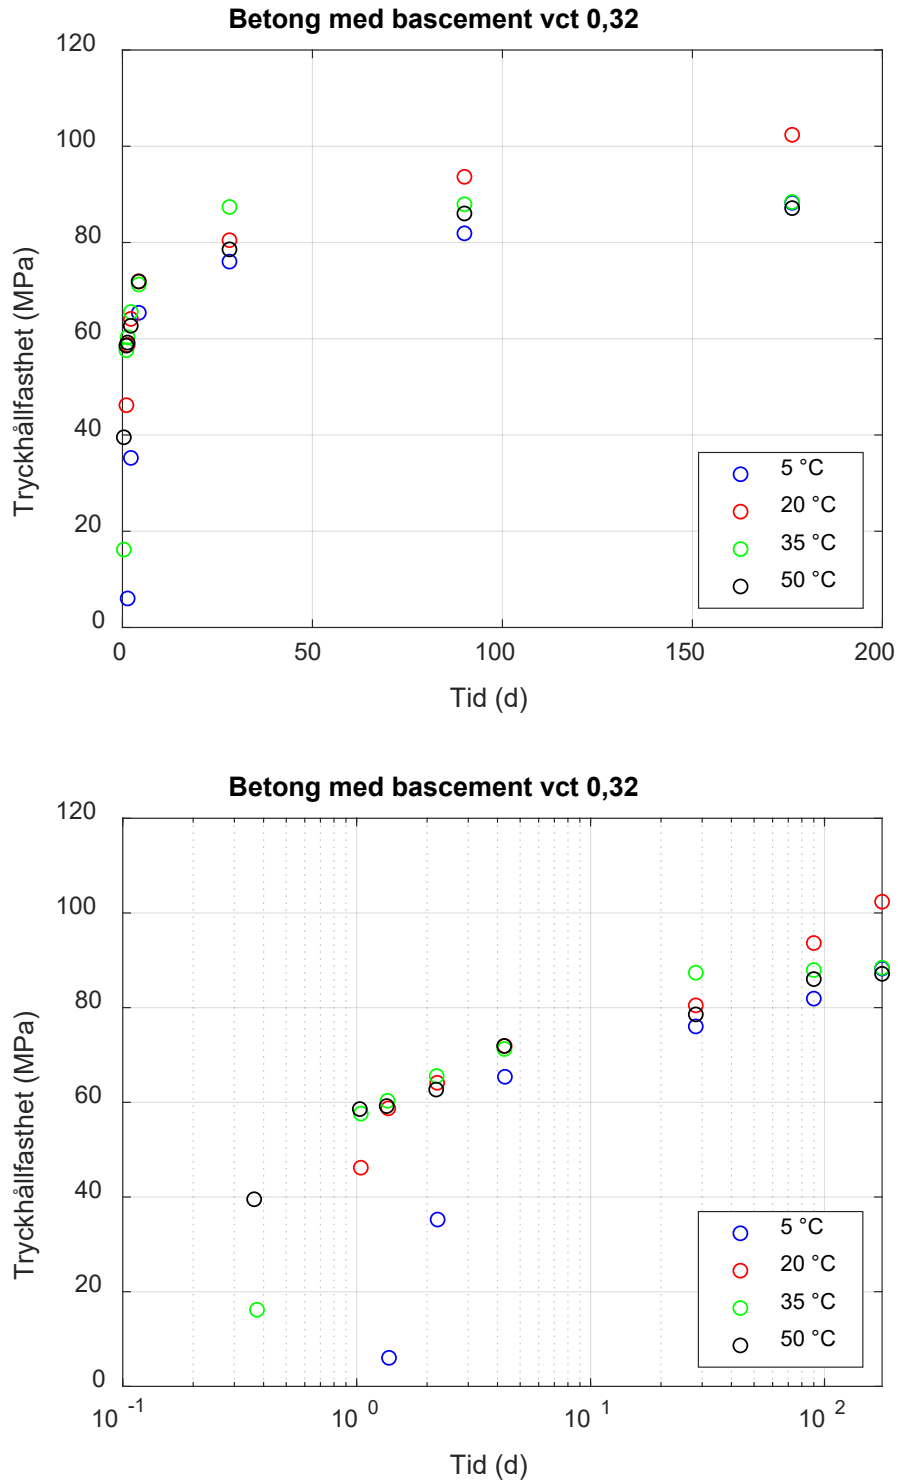 Betong med bascement vct 0,32
120
100
80
60
40
20
0
Tryckhållfasthet (MPa)
5 °C
20 °C
35 °C
50 °C
0 50 100 150 200
Tid (d)
Betong med bascement vct 0,32
120
100
80
60
40
20
0
Tryckhållfasthet (MPa)
5 °C
20 °C
35 °C
50 °C
10 -1 10 0 10 1 10 2
Tid (d)